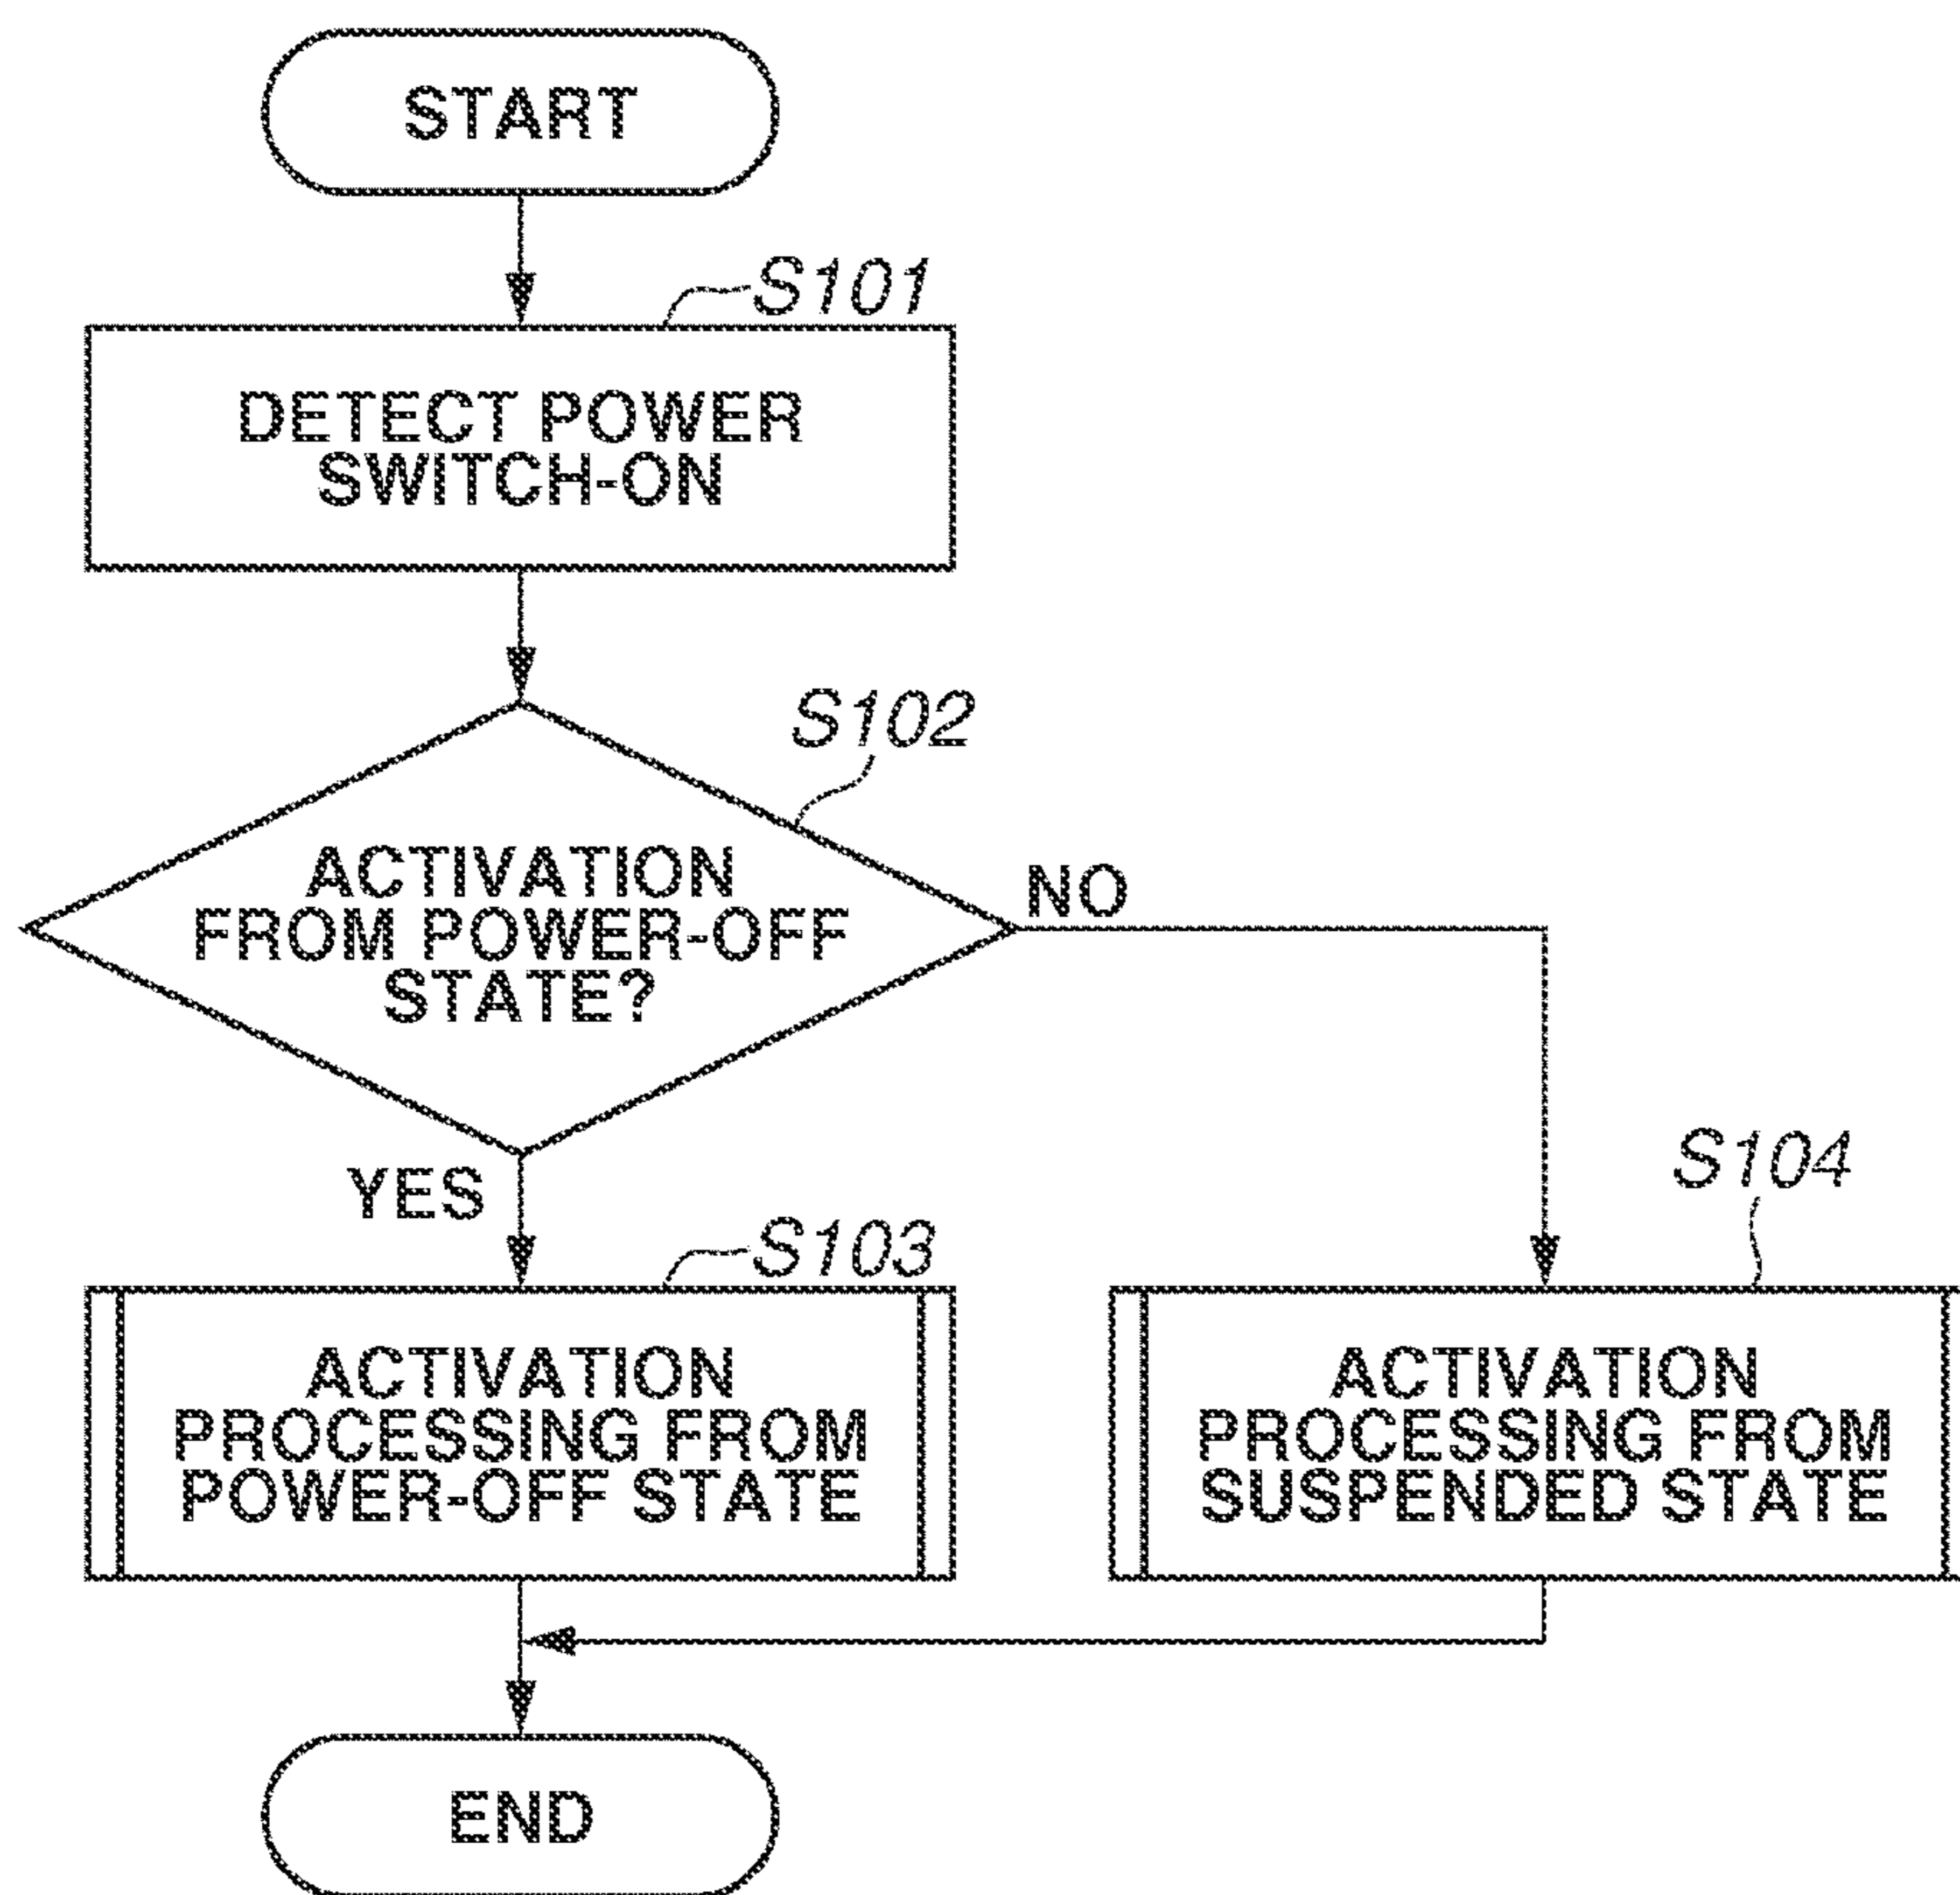 START
S101
DETECT POWER
SWITCH-ON
S102
ACTIVATION
FROM POWER-OFF
STATE?
NO
YES
S103
ACTIVATION
PROCESSING FROM
POWER-OFF STATE
S104
ACTIVATION
PROCESSING FROM
SUSPENDED STATE
END